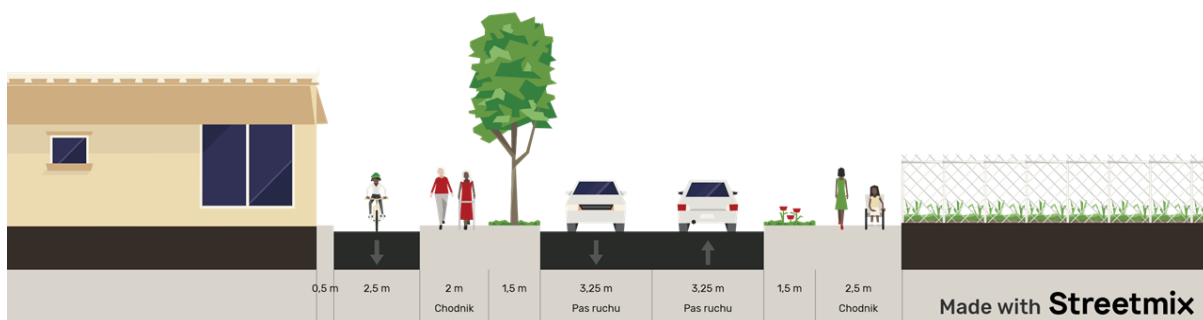 0,5 m
2,5 m
2 m
Chodnik
1,5 m
3,25 m
Pas ruchu
3,25 m
Pas ruchu
1,5 m
2,5 m
Chodnik
Made with Streetmix